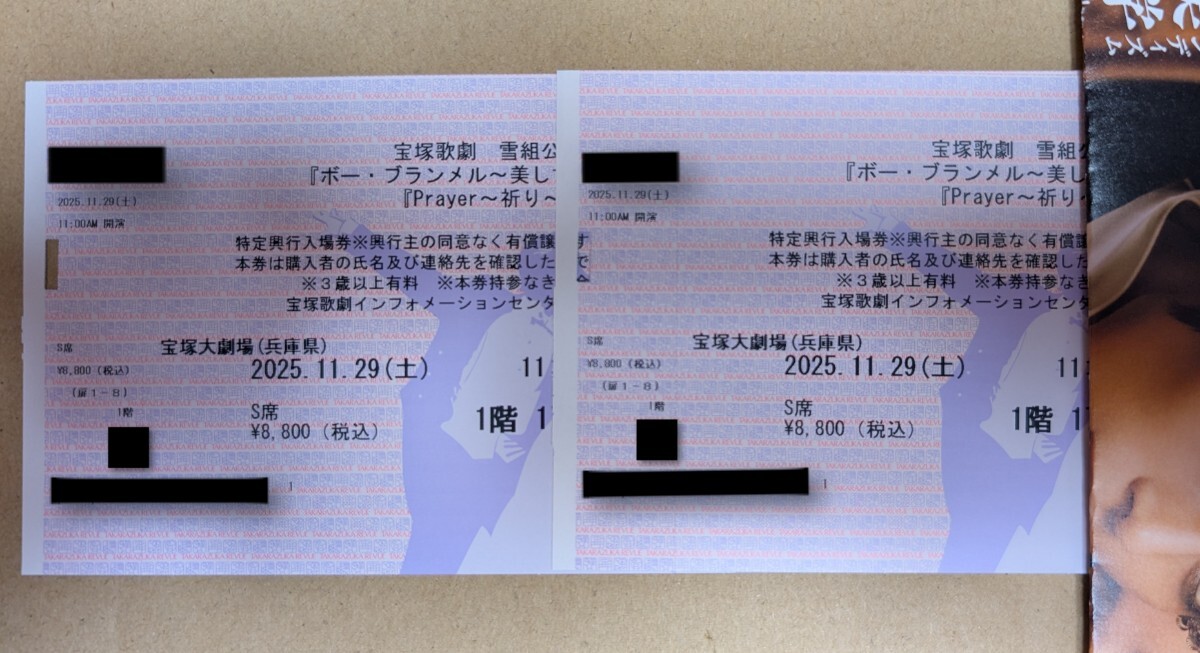 宝塚歌劇 雪組公
『ボー・ブランメル～美し
『Prayer～祈り～
2025.11.29(土)
11:00AM 開演
特定興行入場券※興行主の同意なく有償譲 す
本券は購入者の氏名及び連絡先を確認した で
※3歳以上有料 ※本券持参なき
宝塚歌劇インフォメーションセンタ
S席
宝塚大劇場(兵庫県)
¥8,800 (税込)
2025.11.29(土) 11
(扉1-8)
1階
S席
¥8,800 (税込)
1階 1
1
宝塚歌劇 雪組公
『ボー・ブランメル～美し
『Prayer～祈り
2025.11.29(土)
11:00AM 開演
特定興行入場券※興行主の同意なく有償譲
本券は購入者の氏名及び連絡先を確認した
※3歳以上有料 ※本券持参なき
宝塚歌劇インフォメーションセンタ
S席
宝塚大劇場(兵庫県)
¥8,800 (税込)
2025.11.29(土) 11
(扉1-8)
1階
S席
¥8,800 (税込)
1階 1
1
ディズム